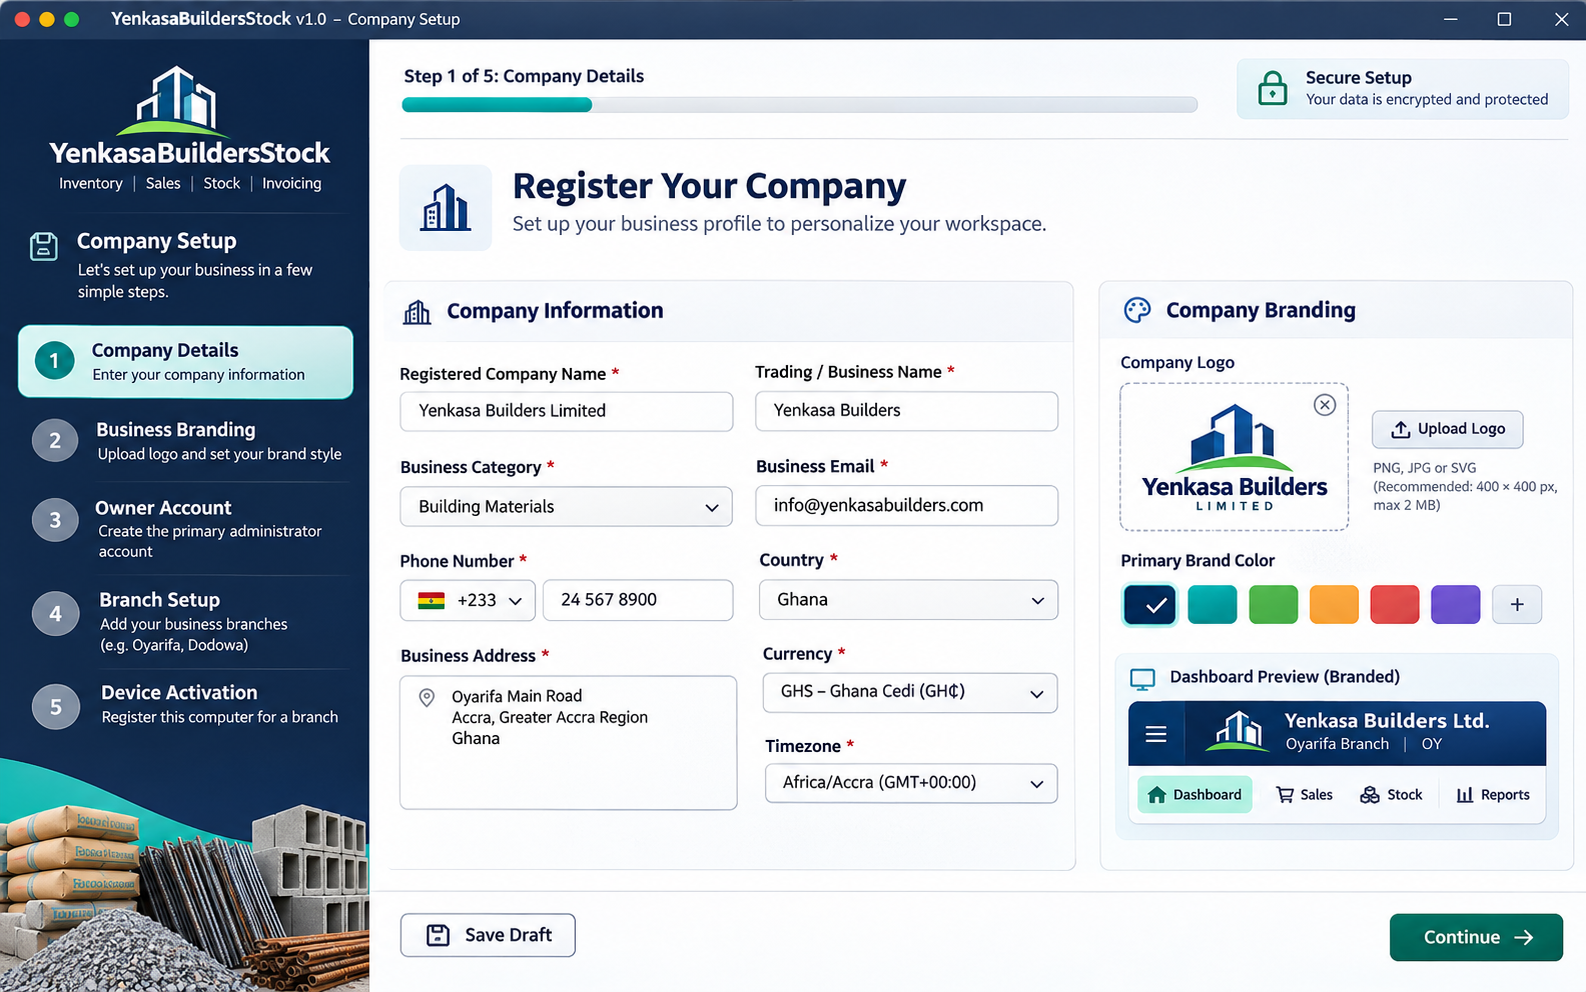 YenkasaBuildersStock v1.0 – Company Setup
YenkasaBuildersStock
Inventory | Sales | Stock | Invoicing
Company Setup
Let's set up your business in a few
simple steps.
1
Company Details
Enter your company information
2
Business Branding
Upload logo and set your brand style
3
Owner Account
Create the primary administrator
account
4
Branch Setup
Add your business branches
(e.g. Oyarifa, Dodowa)
5
Device Activation
Register this computer for a branch
Step 1 of 5: Company Details
Secure Setup
Your data is encrypted and protected
Register Your Company
Set up your business profile to personalize your workspace.
Company Information
Registered Company Name *
Yenkasa Builders Limited
Trading / Business Name *
Yenkasa Builders
Business Category *
Building Materials
Business Email *
info@yenkasabuilders.com
Phone Number *
+233
24 567 8900
Country *
Ghana
Business Address *
Oyarifa Main Road
Accra, Greater Accra Region
Ghana
Currency *
GHS – Ghana Cedi (GH₵)
Timezone *
Africa/Accra (GMT+00:00)
Company Branding
Company Logo
Yenkasa Builders
LIMITED
Upload Logo
PNG, JPG or SVG
(Recommended: 400 × 400 px,
max 2 MB)
Primary Brand Color
+
Dashboard Preview (Branded)
Yenkasa Builders Ltd.
Oyarifa Branch | OY
Dashboard
Sales
Stock
Reports
Save Draft
Continue →